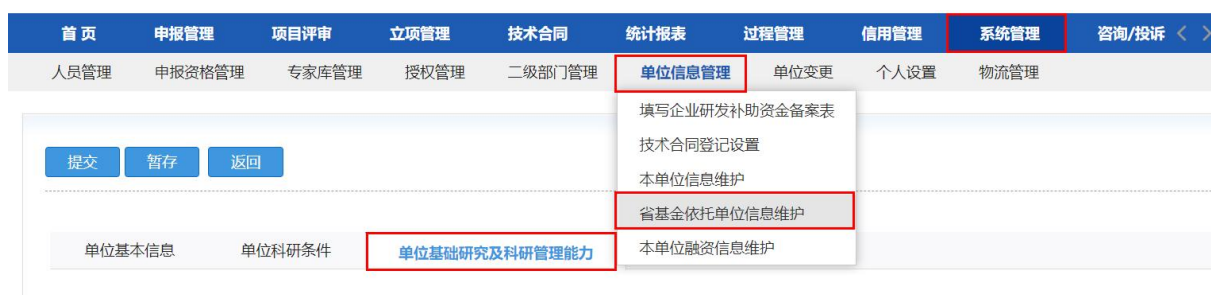 首页 申报管理 项目评审 立项管理 技术合同 统计报表 过程管理 信用管理 系统管理 咨询/投诉
人员管理 申报资格管理 专家库管理 授权管理 二级部门管理 单位信息管理 单位变更 个人设置 物流管理
填写企业研发补助资金备案表
技术合同登记设置
本单位信息维护
省基金依托单位信息维护
本单位融资信息维护
提交 暂存 返回
单位基本信息 单位科研条件 单位基础研究及科研管理能力